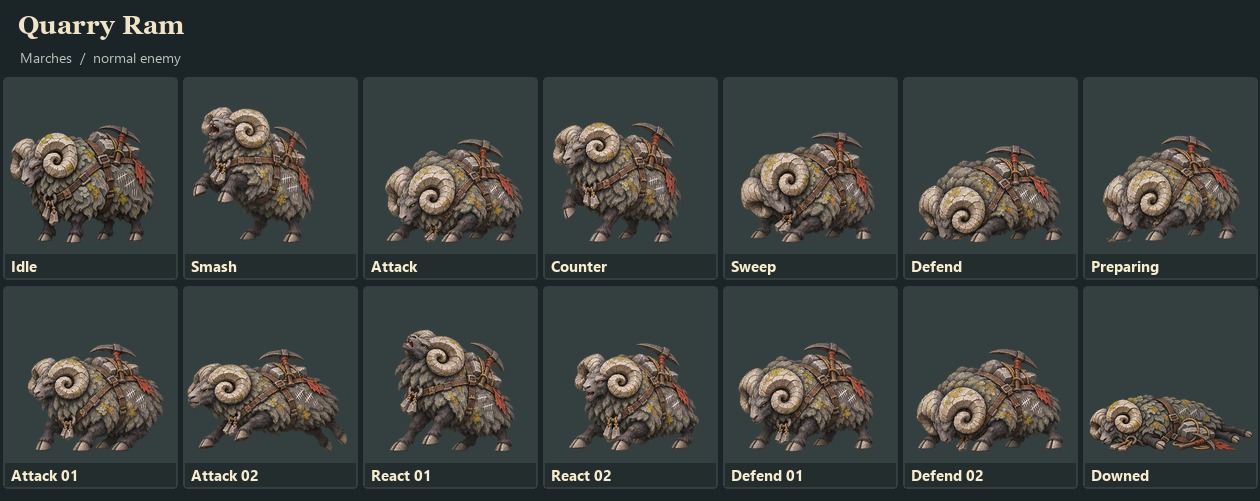 Quarry Ram
Marches / normal enemy
Idle
Smash
Attack
Counter
Sweep
Defend
Preparing
Attack 01
Attack 02
React 01
React 02
Defend 01
Defend 02
Downed